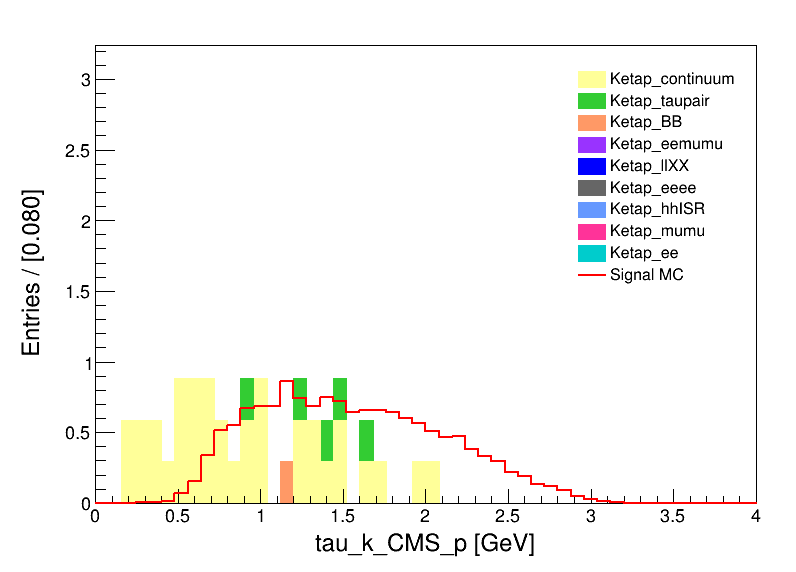 Ketap_continuum
Ketap_taupair
Ketap_BB
Ketap_eemumu
Ketap_llXX
Ketap_eeee
Ketap_hhISR
Ketap_mumu
Ketap_ee
Signal MC
Entries / [0.080]
3
2.5
2
1.5
1
0.5
0
0 0.5 1 1.5 2 2.5 3 3.5 4
tau_k_CMS_p [GeV]